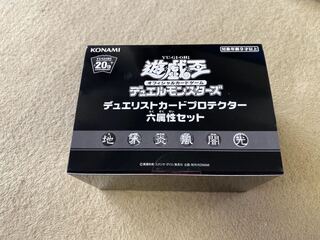 KONAMI
YU-GI-OH!
遊戯王
オフィシャルカードゲーム
デュエルモンスターズ
対象年齢9才以上
20th
デュエリストカードプロテクター
六属性セット
地 水 炎 風 闇 光